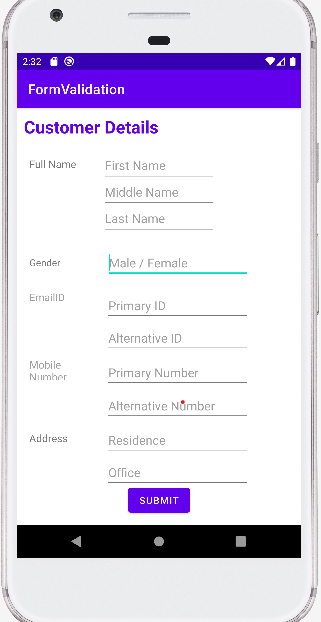 2:32
FormValidation
Customer Details
Full Name
First Name
Middle Name
Last Name
Gender
Male / Female
EmailID
Primary ID
Alternative ID
Mobile
Number
Primary Number
Alternative Number
Address
Residence
Office
SUBMIT